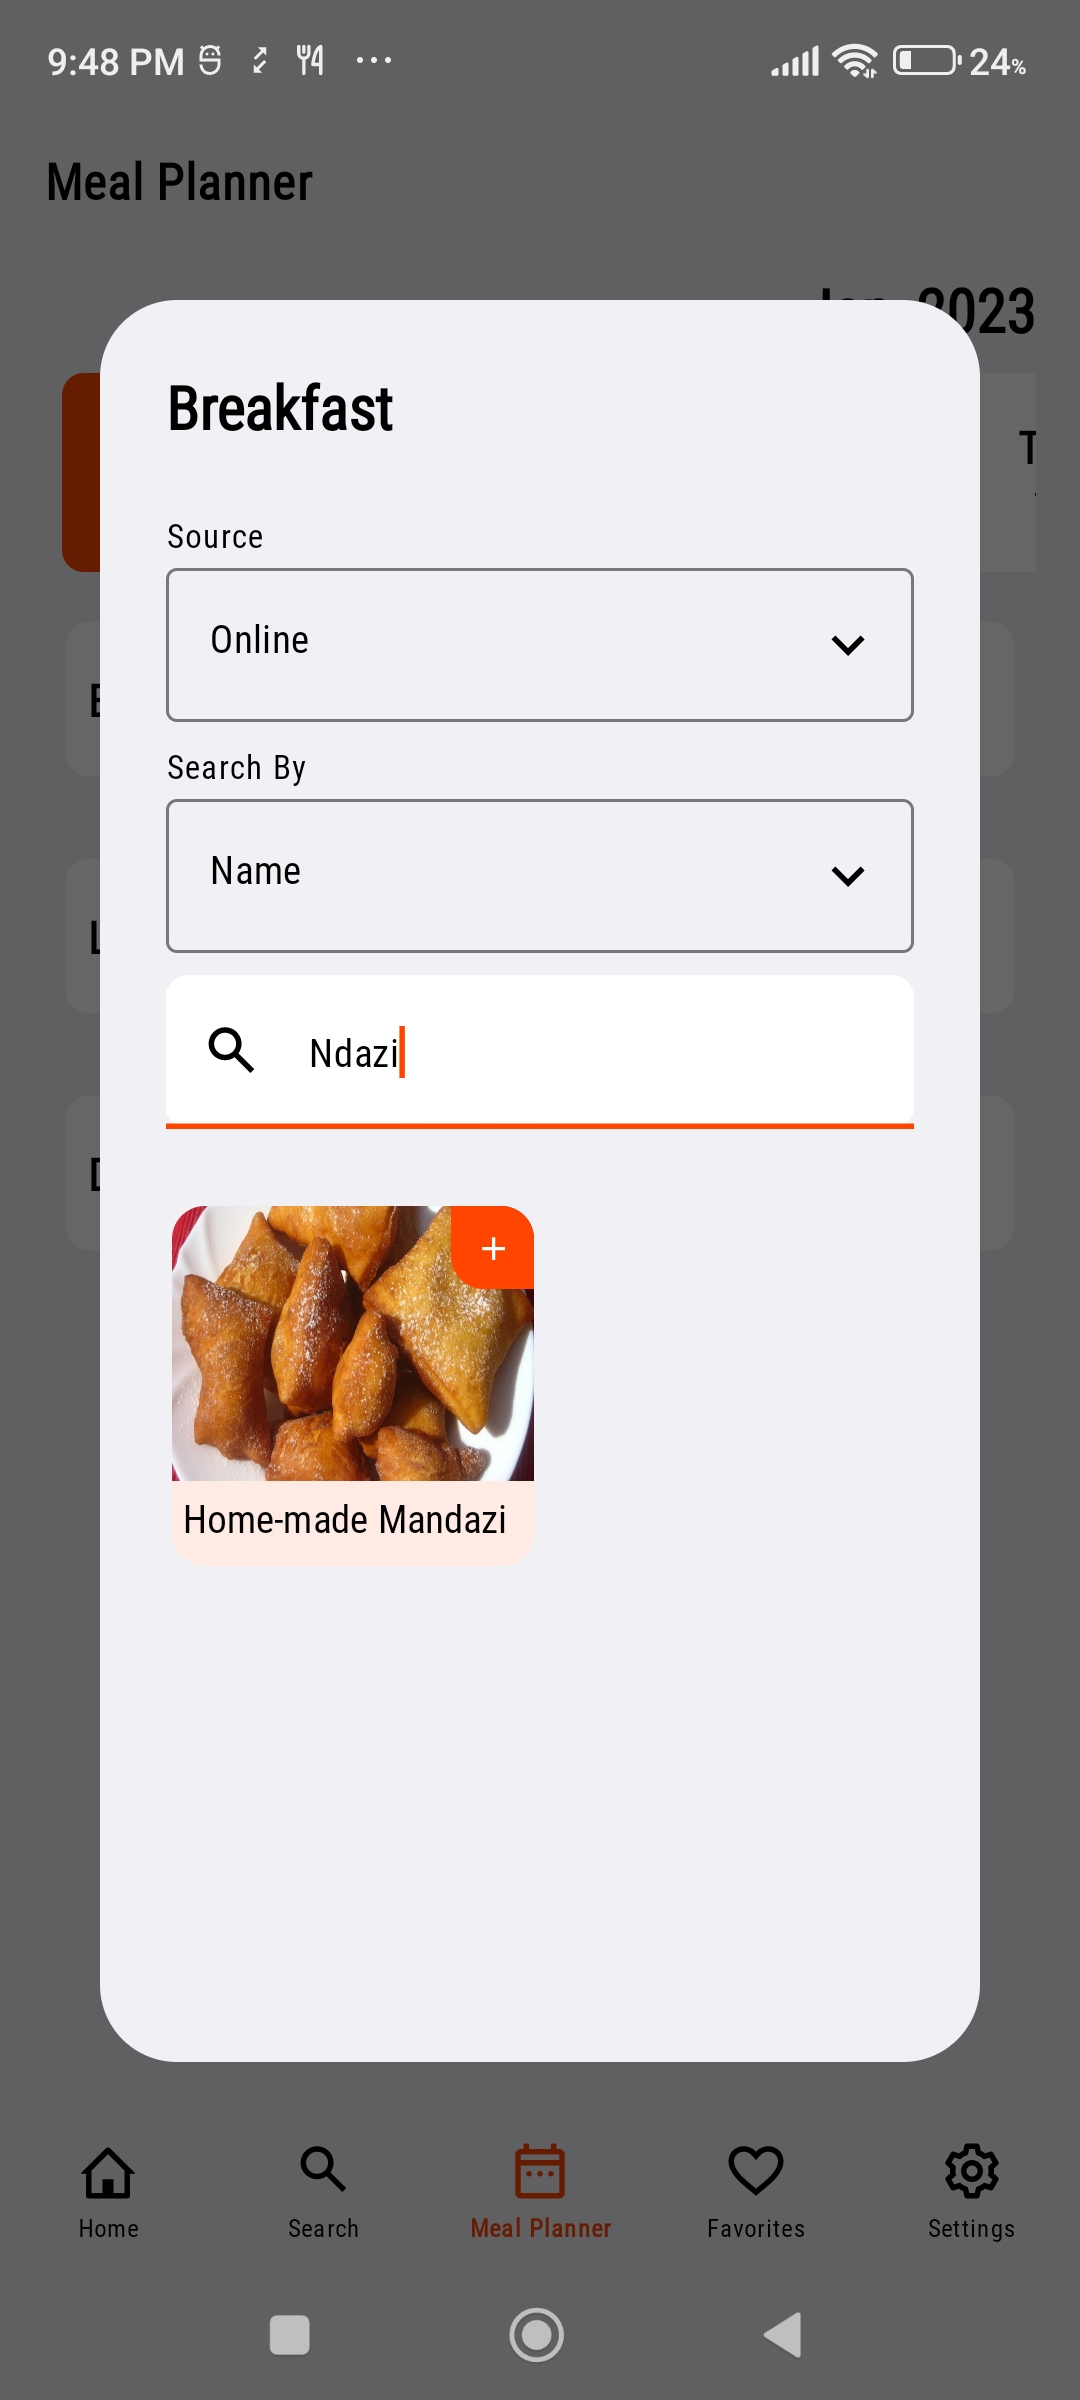 9:48 PM
24%
Meal Planner
2023
Breakfast
Source
Online
Search By
Name
Ndazi
+
Home-made Mandazi
Home
Search
Meal Planner
Favorites
Settings